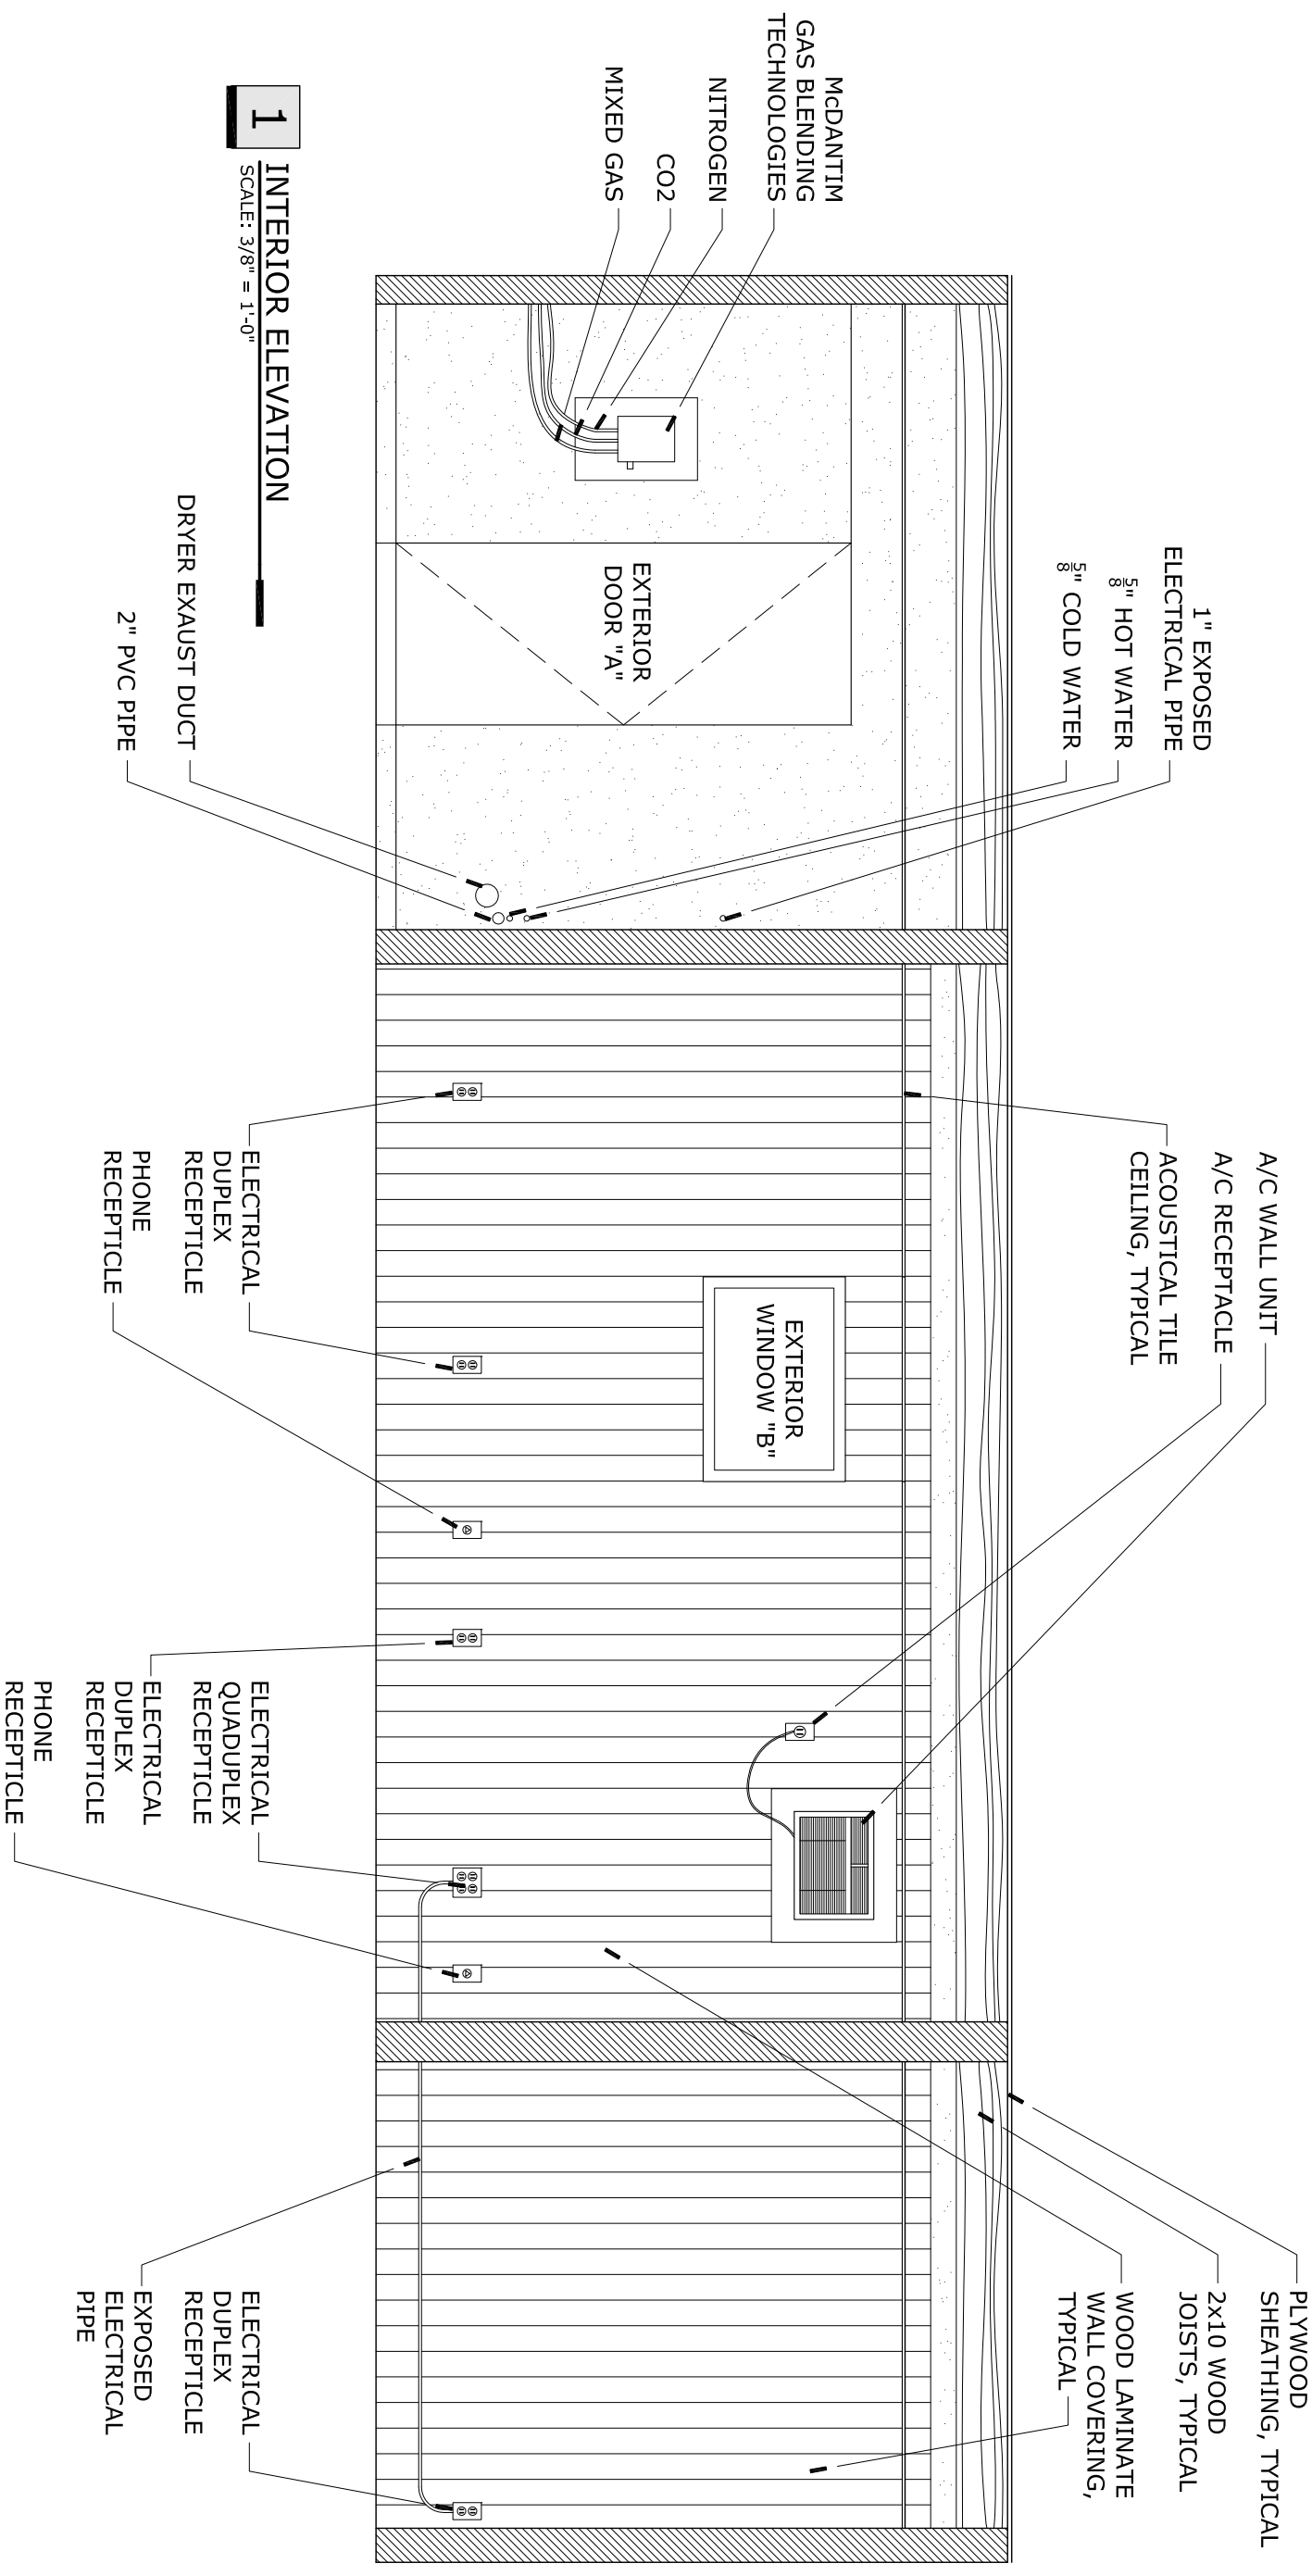 McDANTIM
GAS BLENDING
TECHNOLOGIES
NITROGEN
CO2
MIXED GAS
1" EXPOSED
ELECTRICAL PIPE
5/8" HOT WATER
5/8" COLD WATER
A/C WALL UNIT
A/C RECEPTACLE
ACOUSTICAL TILE
CEILING, TYPICAL
PLYWOOD
SHEATHING, TYPICAL
2x10 WOOD
JOISTS, TYPICAL
WOOD LAMINATE
WALL COVERING,
TYPICAL
EXTERIOR
DOOR "A"
EXTERIOR
WINDOW "B"
DRYER EXAUST DUCT
2" PVC PIPE
ELECTRICAL
DUPLEX
RECEPTICLE
PHONE
RECEPTICLE
ELECTRICAL
QUADUPLEX
RECEPTICLE
ELECTRICAL
DUPLEX
RECEPTICLE
PHONE
RECEPTICLE
ELECTRICAL
DUPLEX
RECEPTICLE
EXPOSED
ELECTRICAL
PIPE
1
INTERIOR ELEVATION
SCALE: 3/8" = 1'-0"